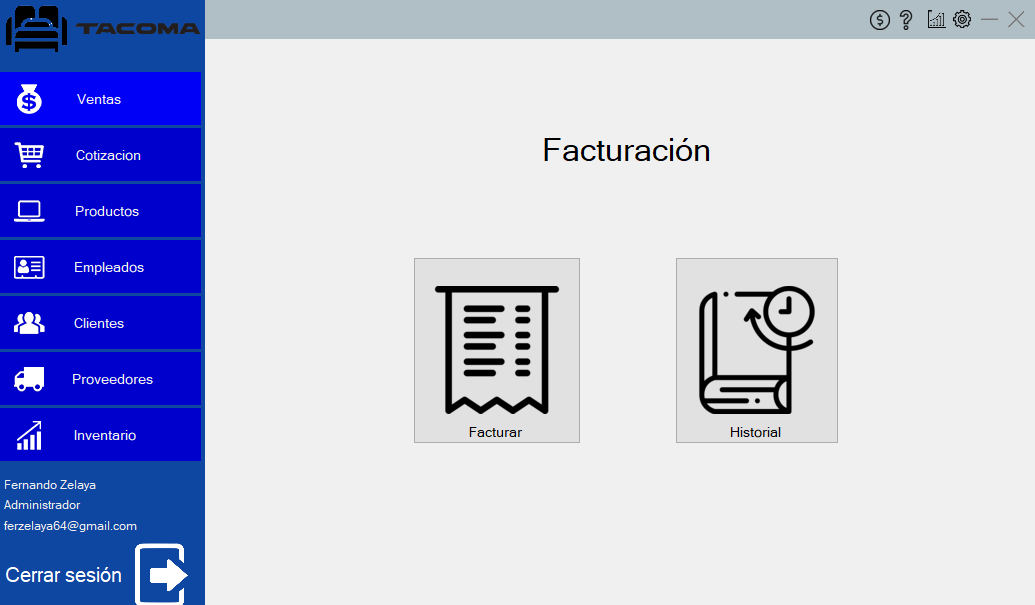 TACOMA
Ventas
Cotizacion
Productos
Empleados
Clientes
Proveedores
Inventario
Fernando Zelaya
Administrador
ferzelaya64@gmail.com
Cerrar sesión
Facturación
Facturar
Historial